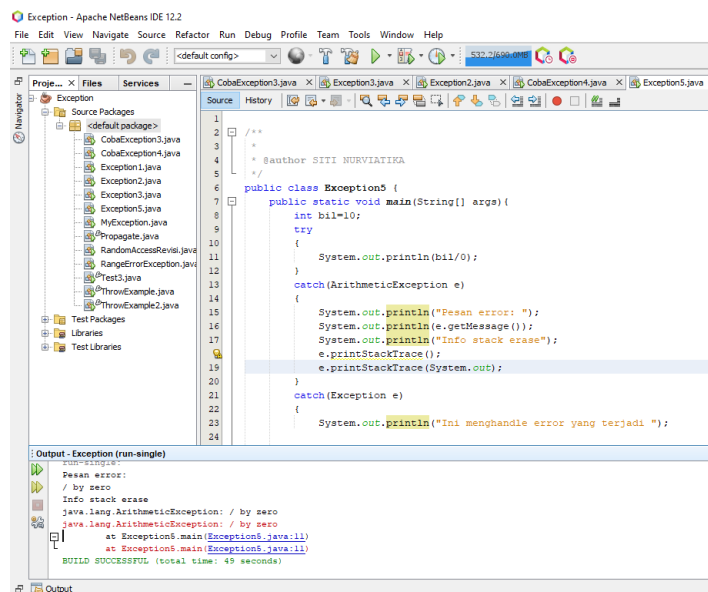 Exception - Apache NetBeans IDE 12.2
File Edit View Navigate Source Refactor Run Debug Profile Team Tools Window Help
<default config>
532.2/690.0MB
Proje... × Files Services
Navigator
Exception
Source Packages
<default package>
CobaException3.java
CobaException4.java
Exception1.java
Exception2.java
Exception3.java
Exception5.java
MyException.java
Propagate.java
RandomAccessRevisi.java
RangeErrorException.java
Test3.java
ThrowExample.java
ThrowExample2.java
Test Packages
Libraries
Test Libraries
CobaException3.java × Exception3.java × Exception2.java × CobaException4.java × Exception5.java
Source History
1
2 /**
3 *
4 * @author SITI NURVIATIKA
5 */
6 public class Exception5 {
7 public static void main(String[] args){
8 int bil=10;
9 try
10 {
11 System.out.println(bil/0);
12 }
13 catch(ArithmeticException e)
14 {
15 System.out.println("Pesan error: ");
16 System.out.println(e.getMessage());
17 System.out.println("Info stack erase");
e.printStackTrace();
19 e.printStackTrace(System.out);
20 }
21 catch(Exception e)
22 {
23 System.out.println("Ini menghandle error yang terjadi ");
24
Output - Exception (run-single)
run-single:
Pesan error:
/ by zero
Info stack erase
java.lang.ArithmeticException: / by zero
java.lang.ArithmeticException: / by zero
at Exception5.main(Exception5.java:11)
at Exception5.main(Exception5.java:11)
BUILD SUCCESSFUL (total time: 49 seconds)
Output